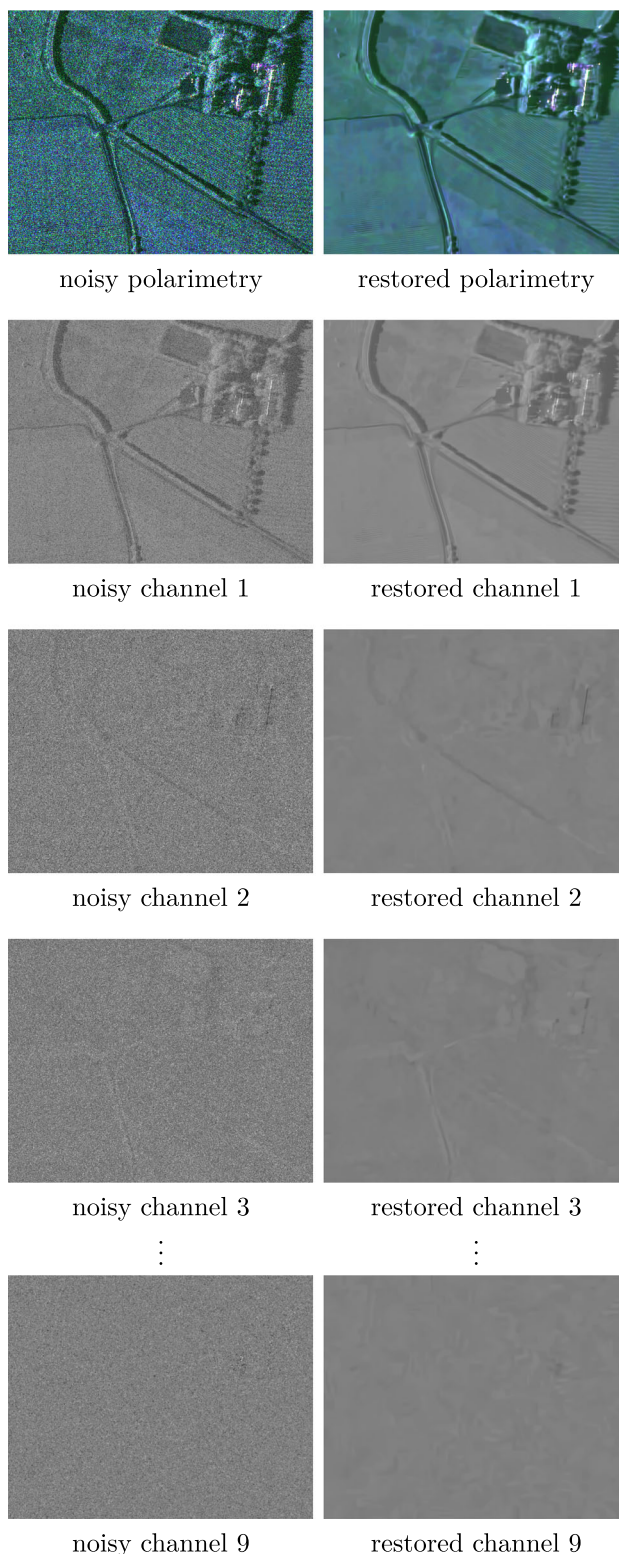 noisy polarimetry
restored polarimetry
noisy channel 1
restored channel 1
noisy channel 2
restored channel 2
noisy channel 3
restored channel 3
⋮
⋮
noisy channel 9
restored channel 9